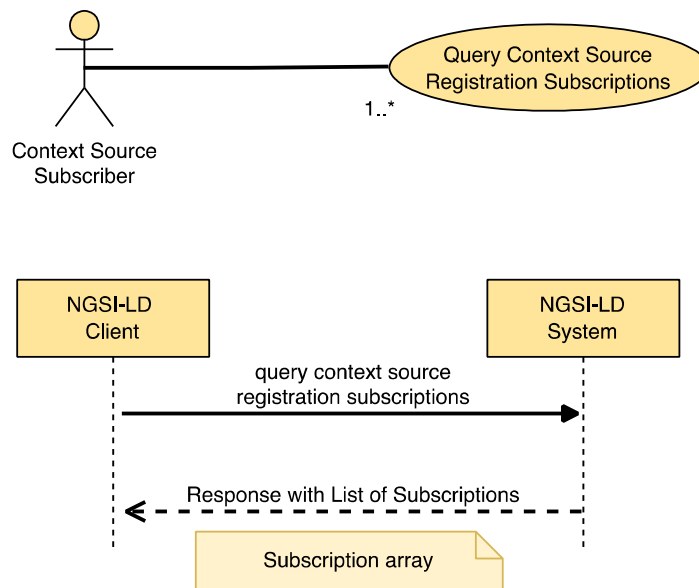 Query Context Source
Registration Subscriptions
1..*
Context Source
Subscriber
NGSI-LD
Client
NGSI-LD
System
query context source
registration subscriptions
Response with List of Subscriptions
Subscription array